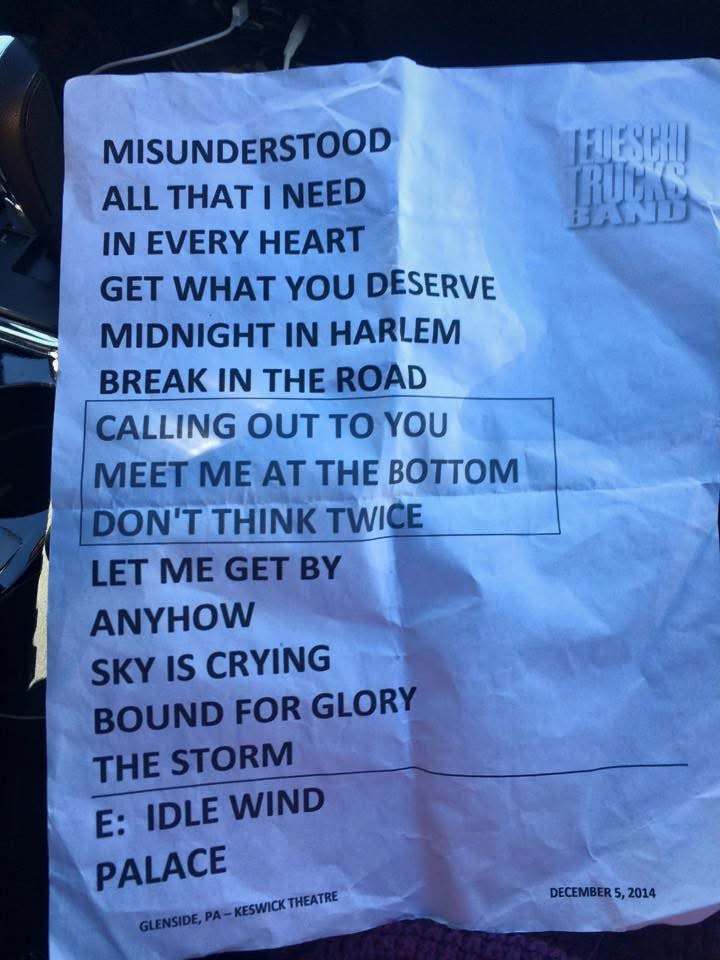 TEDESCHI
TRUCKS
BAND
MISUNDERSTOOD
ALL THAT I NEED
IN EVERY HEART
GET WHAT YOU DESERVE
MIDNIGHT IN HARLEM
BREAK IN THE ROAD
CALLING OUT TO YOU
MEET ME AT THE BOTTOM
DON'T THINK TWICE
LET ME GET BY
ANYHOW
SKY IS CRYING
BOUND FOR GLORY
THE STORM
E: IDLE WIND
PALACE
GLENSIDE, PA – KESWICK THEATRE
DECEMBER 5, 2014